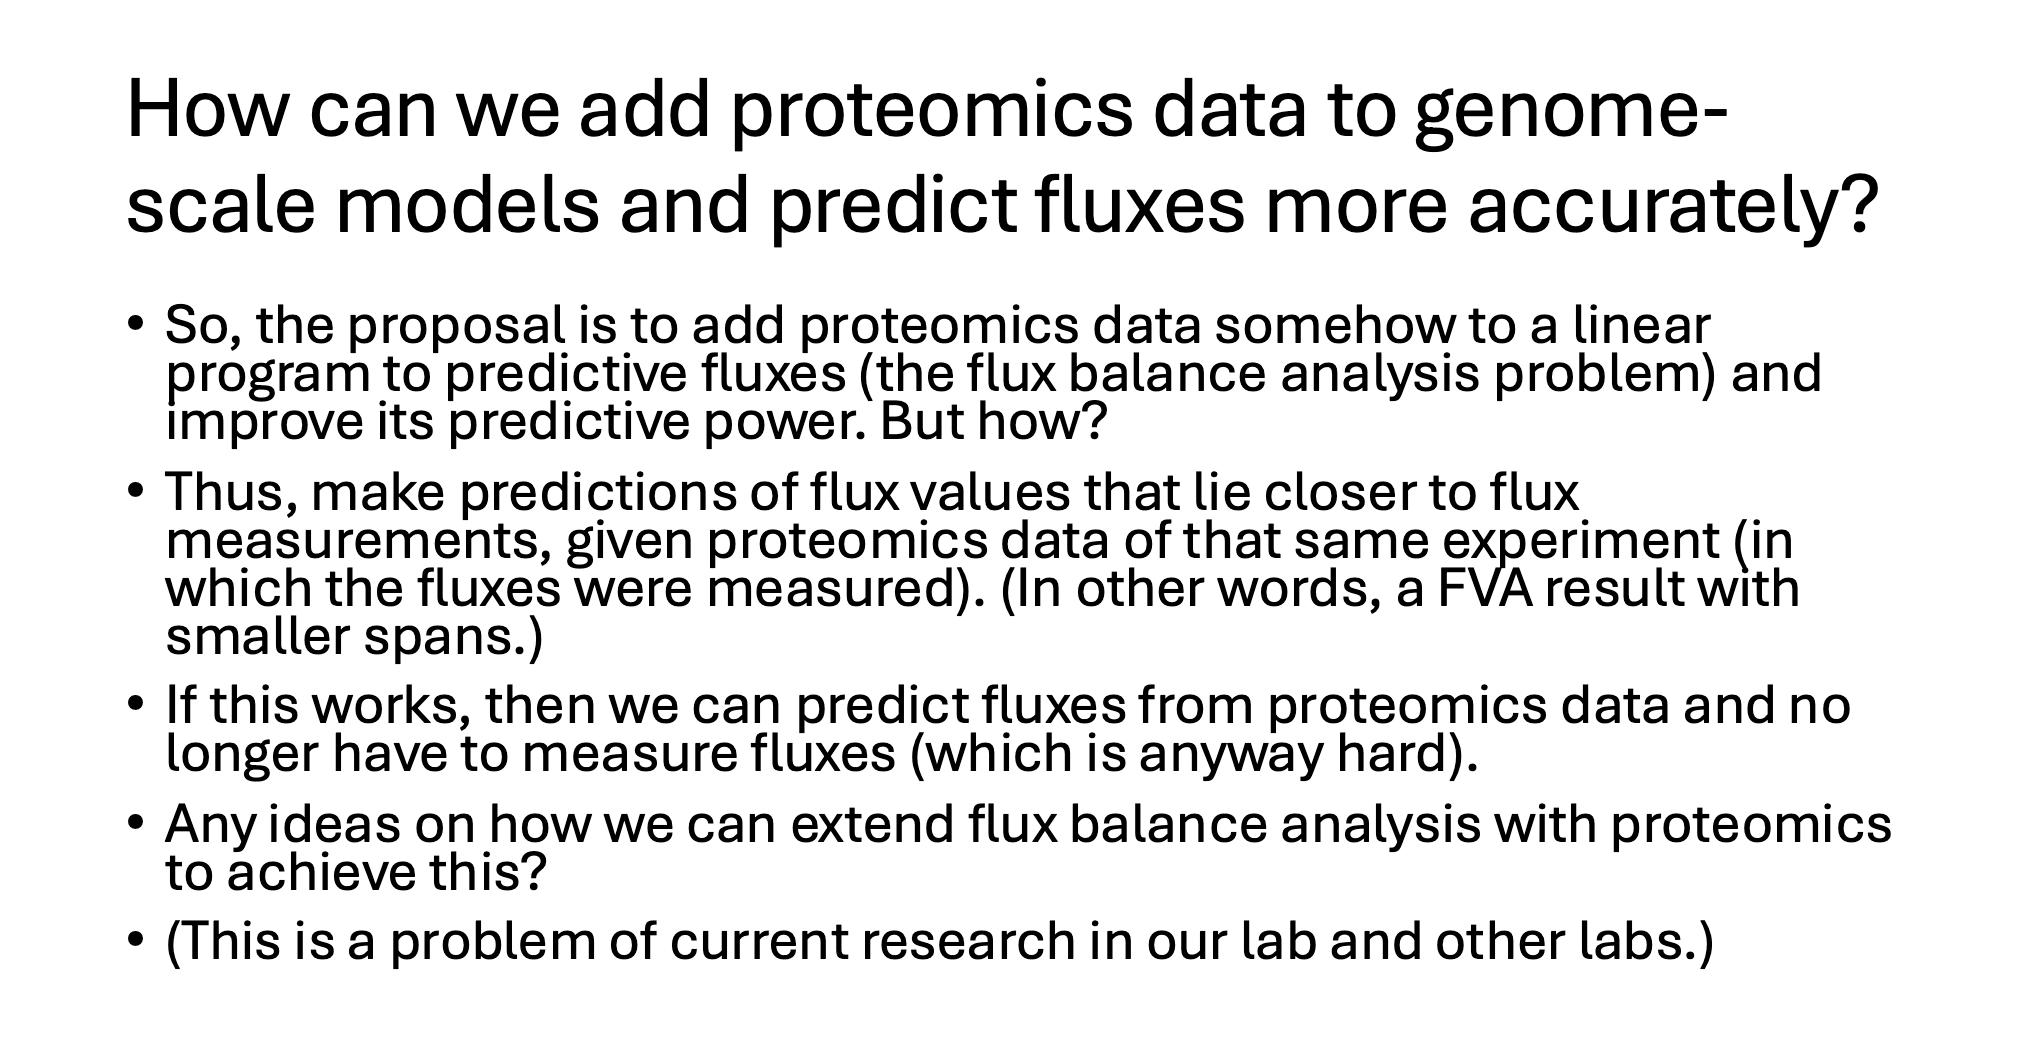 How can we add proteomics data to genome-
scale models and predict fluxes more accurately?
• So, the proposal is to add proteomics data somehow to a linear
program to predictive fluxes (the flux balance analysis problem) and
improve its predictive power. But how?
• Thus, make predictions of flux values that lie closer to flux
measurements, given proteomics data of that same experiment (in
which the fluxes were measured). (In other words, a FVA result with
smaller spans.)
• If this works, then we can predict fluxes from proteomics data and no
longer have to measure fluxes (which is anyway hard).
• Any ideas on how we can extend flux balance analysis with proteomics
to achieve this?
• (This is a problem of current research in our lab and other labs.)